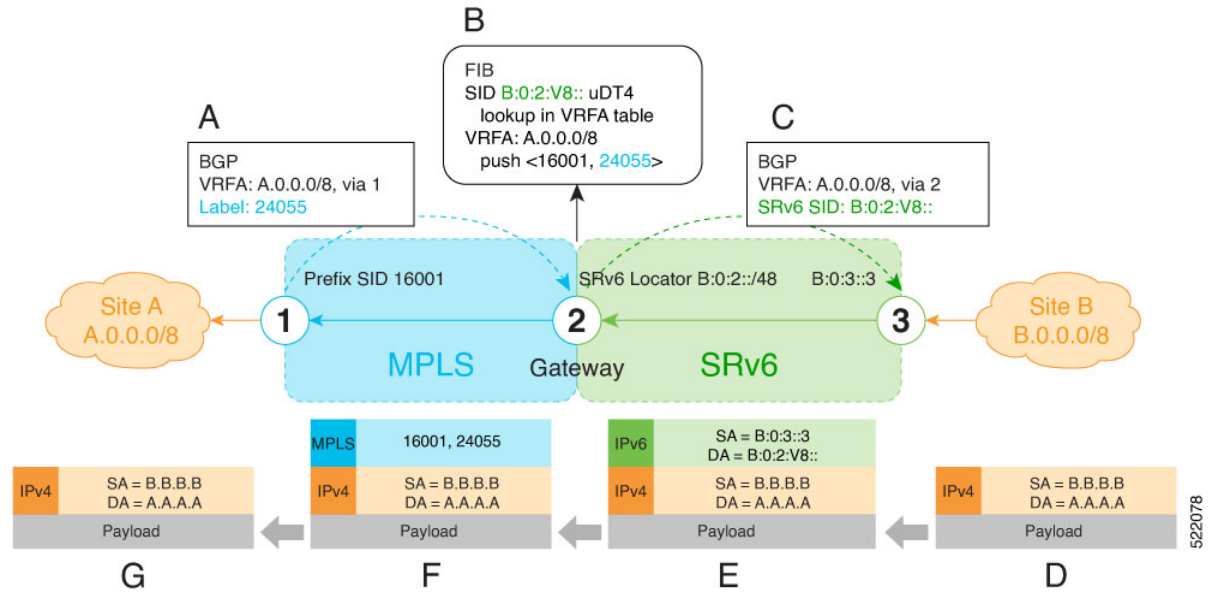 B
FIB
SID B:0:2:V8:: uDT4
lookup in VRFA table
VRFA: A.0.0.0/8
push <16001, 24055>
A
BGP
VRFA: A.0.0.0/8, via 1
Label: 24055
C
BGP
VRFA: A.0.0.0/8, via 2
SRv6 SID: B:0:2:V8::
Prefix SID 16001
SRv6 Locator B:0:2::/48
B:0:3::3
Site A
A.0.0.0/8
1
2
3
Site B
B.0.0.0/8
MPLS
Gateway
SRv6
IPv4
SA = B.B.B.B
DA = A.A.A.A
Payload
G
MPLS
16001, 24055
IPv4
SA = B.B.B.B
DA = A.A.A.A
Payload
F
IPv6
SA = B:0:3::3
DA = B:0:2:V8::
IPv4
SA = B.B.B.B
DA = A.A.A.A
Payload
E
IPv4
SA = B.B.B.B
DA = A.A.A.A
Payload
D
522078